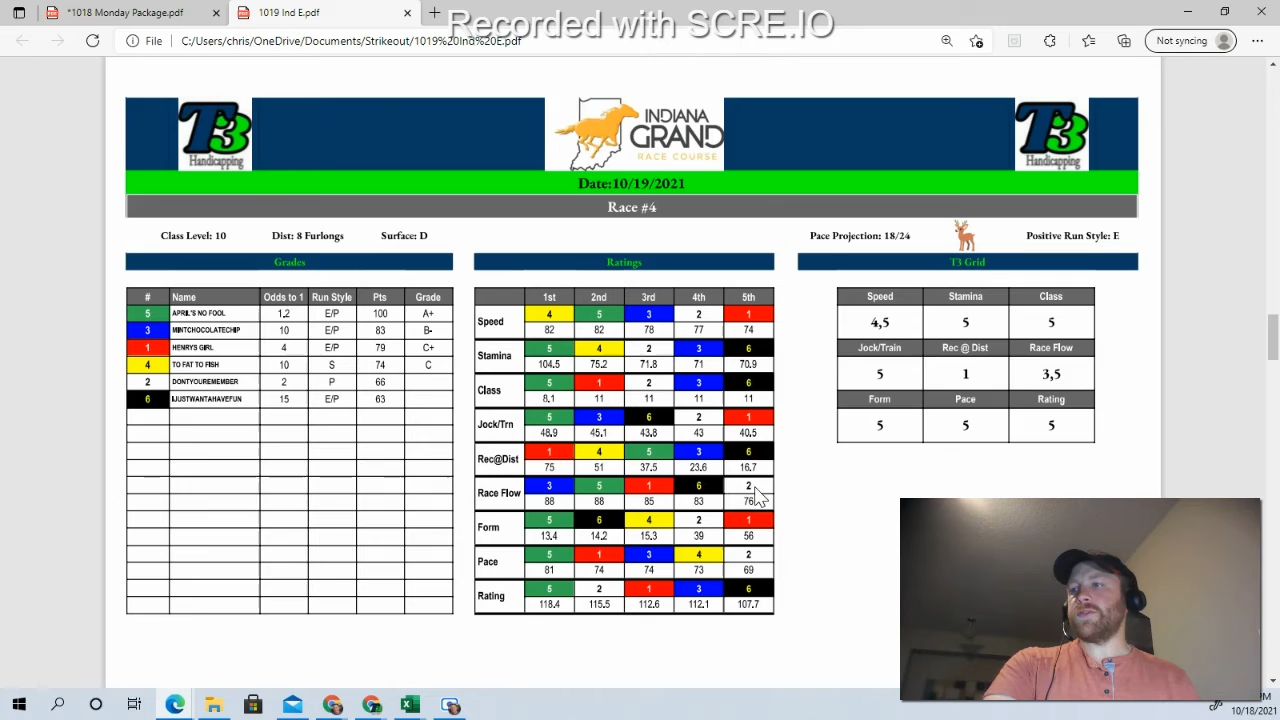 *1018 Monday Package.pdf
1019 Ind E.pdf
Recorded with SCRE.IO
File
C:/Users/chris/OneDrive/Documents/Strikeout/1019%20Ind%20E.pdf
Not syncing
T3
Handicapping
INDIANA
GRAND
RACE COURSE
T3
Handicapping
Date:10/19/2021
Race #4
Class Level: 10 Dist: 8 Furlongs Surface: D
Pace Projection: 18/24 Positive Run Style: E
Grades
# Name Odds to 1 Run Style Pts Grade
5 APRIL'S NO FOOL 1.2 E/P 100 A+
3 MINTCHOCOLATECHIP 10 E/P 83 B-
1 HENRYS GIRL 4 E/P 79 C+
4 TO FAT TO FISH 10 S 74 C
2 DONTYOUREMEMBER 2 P 66
6 IJUSTWANTAHAVEFUN 15 E/P 63
Ratings
1st 2nd 3rd 4th 5th
Speed
4 5 3 2 1
82 82 78 77 74
Stamina
5 4 2 3 6
104.5 75.2 71.8 71 70.9
Class
5 1 2 3 6
8.1 11 11 11 11
Jock/Trn
5 3 6 2 1
48.9 45.1 43.8 43 40.5
Rec@Dist
1 4 5 3 6
75 51 37.5 23.6 16.7
Race Flow
3 5 1 6 2
88 88 85 83 76
Form
5 6 4 2 1
13.4 14.2 15.3 39 56
Pace
5 1 3 4 2
81 74 74 73 69
Rating
5 2 1 3 6
118.4 115.5 112.6 112.1 107.7
T3 Grid
Speed Stamina Class
4,5 5 5
Jock/Train Rec @ Dist Race Flow
5 1 3,5
Form Pace Rating
5 5 5
10/18/2021